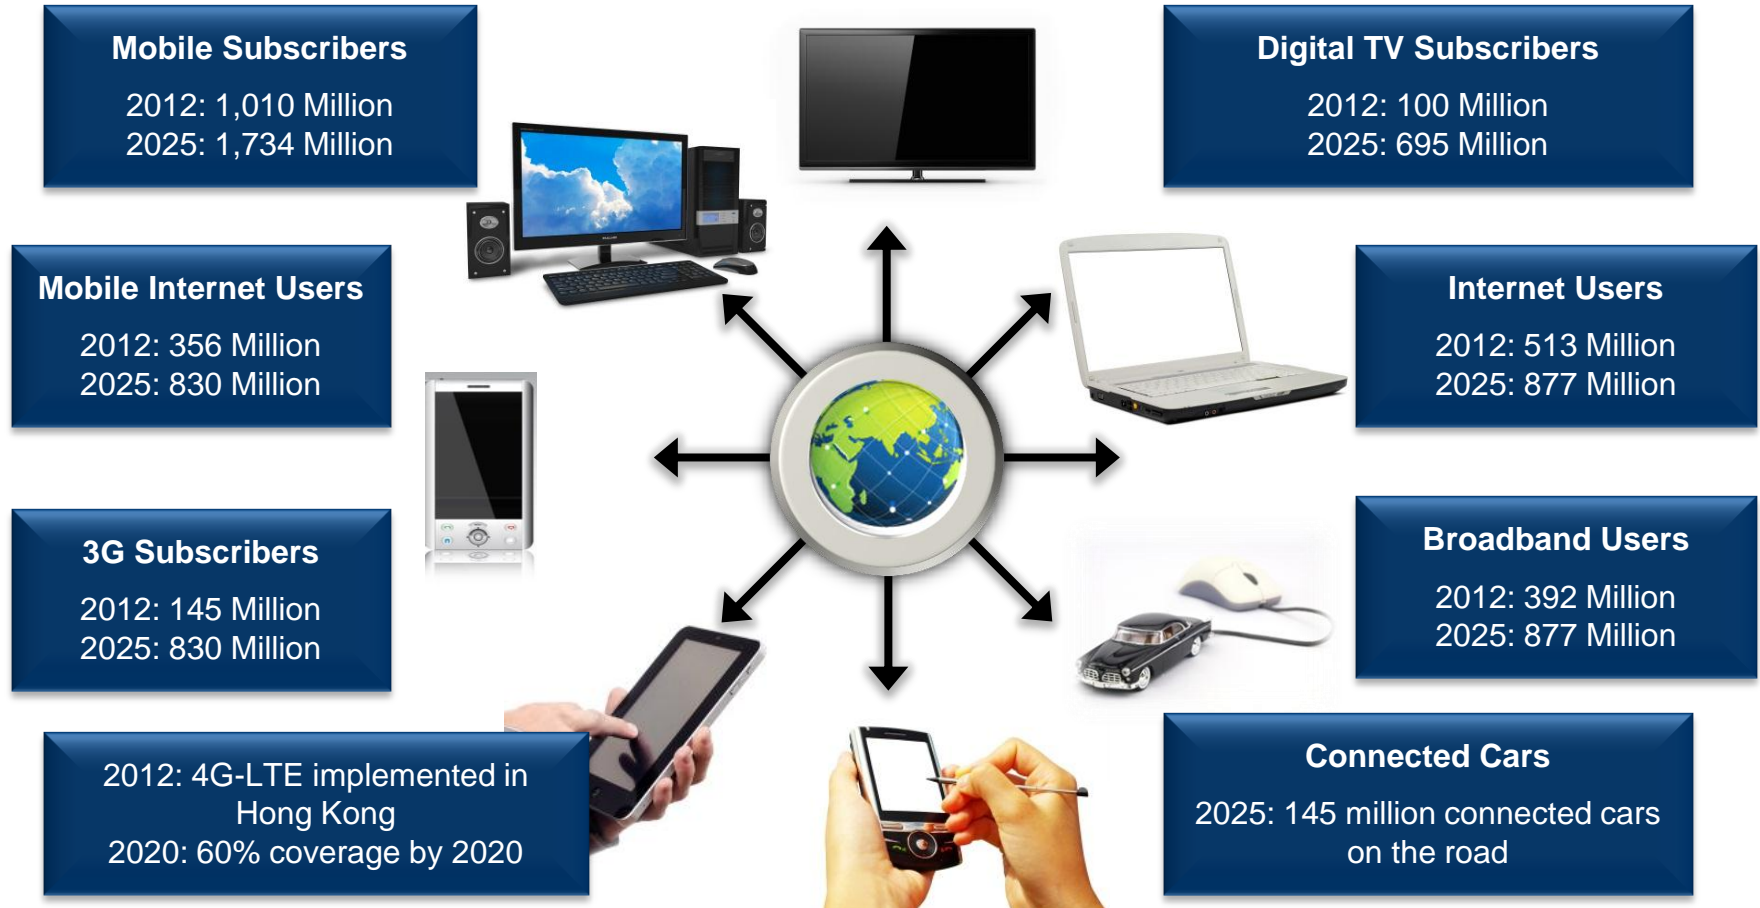 Mobile Subscribers
2012: 1,010 Million
2025: 1,734 Million
Digital TV Subscribers
2012: 100 Million
2025: 695 Million
Mobile Internet Users
2012: 356 Million
2025: 830 Million
Internet Users
2012: 513 Million
2025: 877 Million
3G Subscribers
2012: 145 Million
2025: 830 Million
Broadband Users
2012: 392 Million
2025: 877 Million
2012: 4G-LTE implemented in
Hong Kong
2020: 60% coverage by 2020
Connected Cars
2025: 145 million connected cars
on the road